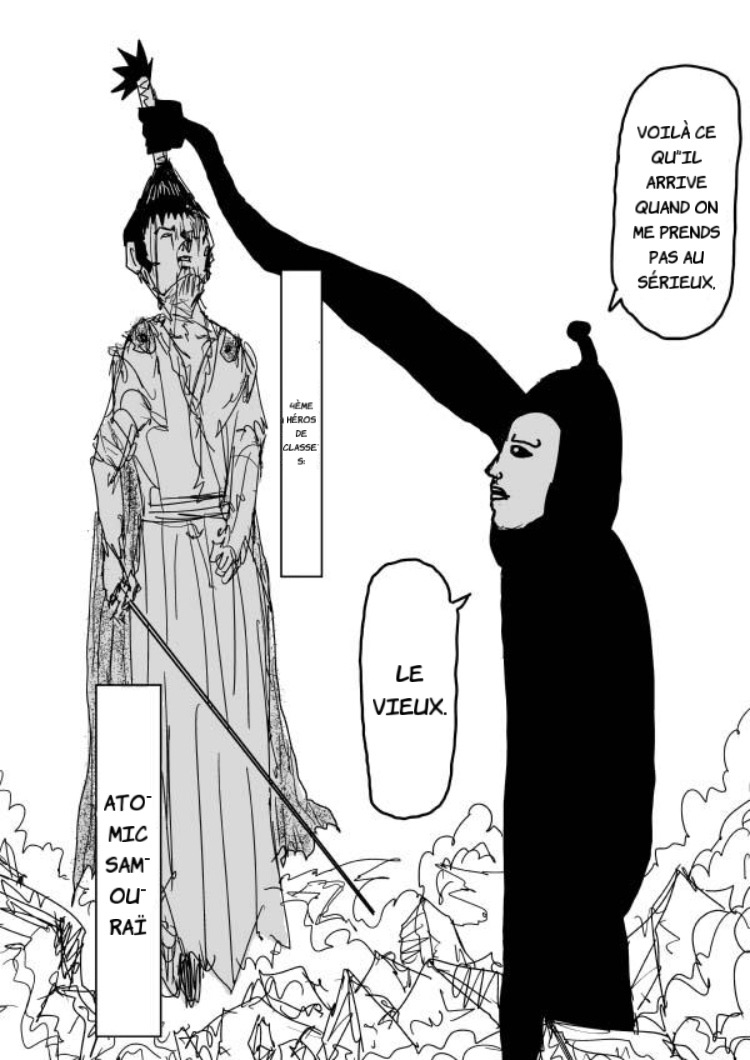 VOILÀ CE
QU"IL
ARRIVE
QUAND ON
ME PRENDS
PAS AU
SÉRIEUX.
4ÈME
HÉROS
DE
CLASSE
S:
LE
VIEUX.
ATO-
MIC
SAM-
OU-
RAÏ